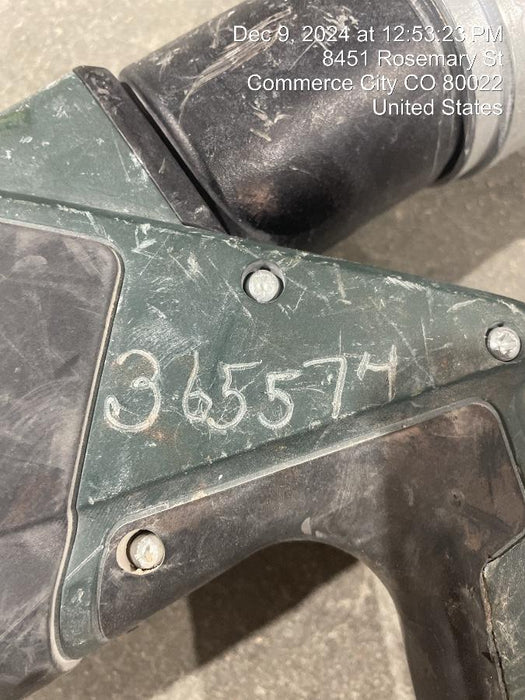 Dec 9, 2024 at 12:53:23 PM
8451 Rosemary St
Commerce City CO 80022
United States
365574